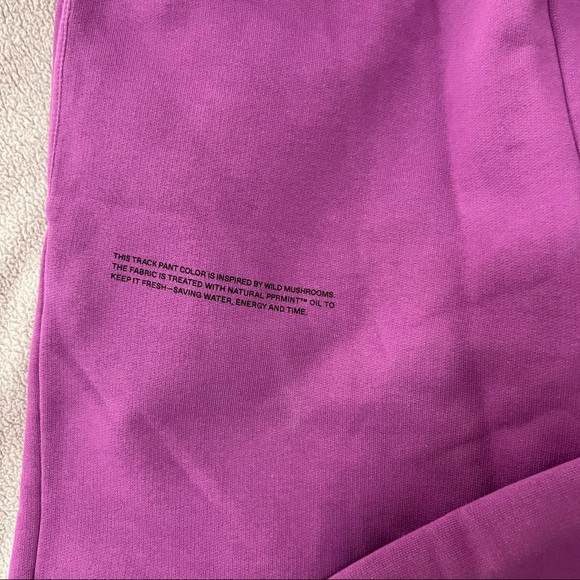 THIS TRACK PANT COLOR IS INSPIRED BY WILD MUSHROOMS.
THE FABRIC IS TREATED WITH NATURAL PPRMINT™ OIL TO
KEEP IT FRESH—SAVING WATER, ENERGY AND TIME.